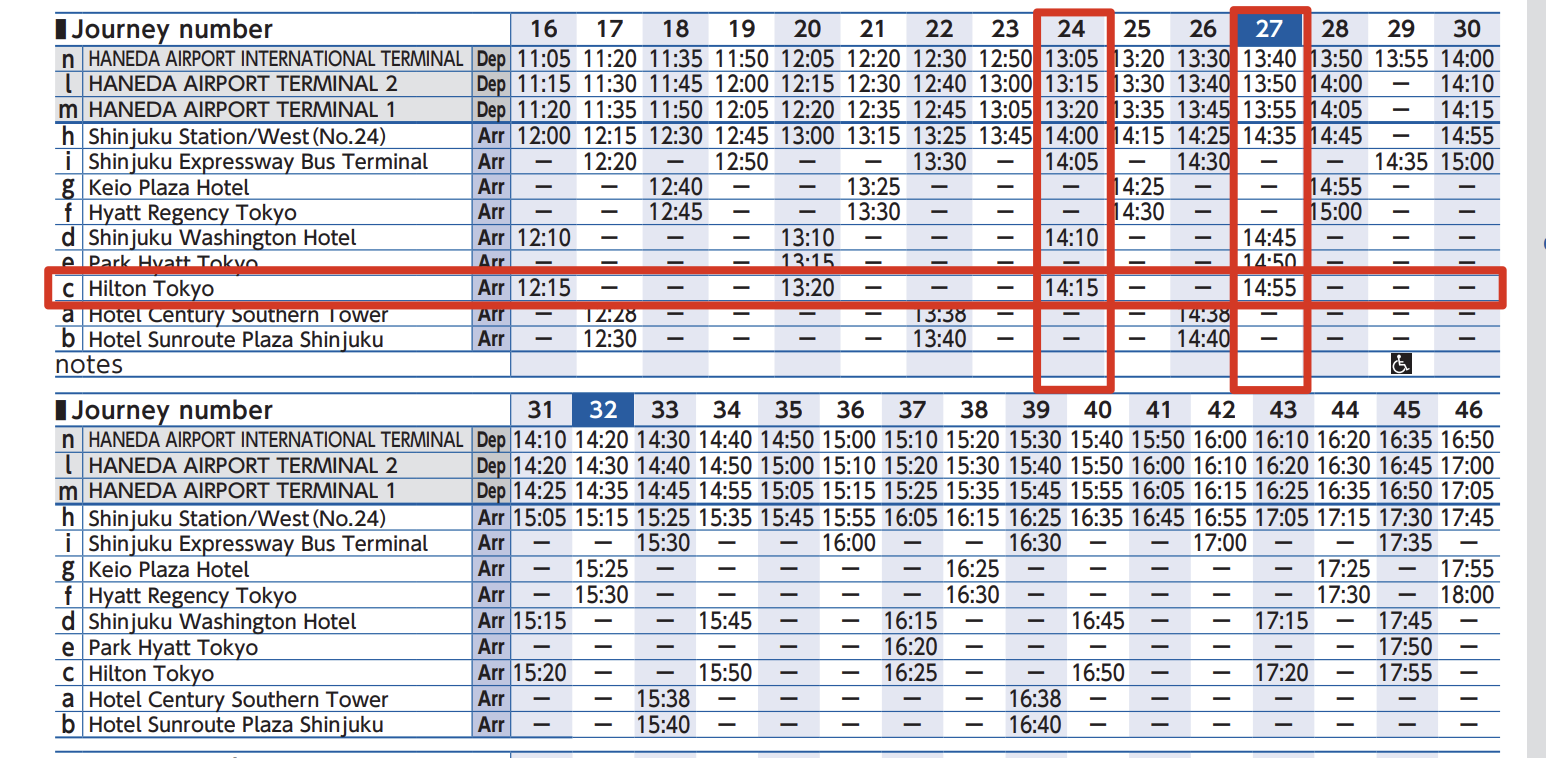 Journey number 16 17 18 19 20 21 22 23 24 25 26 27 28 29 30
n HANEDA AIRPORT INTERNATIONAL TERMINAL Dep 11:05 11:20 11:35 11:50 12:05 12:20 12:30 12:50 13:05 13:20 13:30 13:40 13:50 13:55 14:00
l HANEDA AIRPORT TERMINAL 2 Dep 11:15 11:30 11:45 12:00 12:15 12:30 12:40 13:00 13:15 13:30 13:40 13:50 14:00 — 14:10
m HANEDA AIRPORT TERMINAL 1 Dep 11:20 11:35 11:50 12:05 12:20 12:35 12:45 13:05 13:20 13:35 13:45 13:55 14:05 — 14:15
h Shinjuku Station/West (No.24) Arr 12:00 12:15 12:30 12:45 13:00 13:15 13:25 13:45 14:00 14:15 14:25 14:35 14:45 — 14:55
i Shinjuku Expressway Bus Terminal Arr — 12:20 — 12:50 — — 13:30 — 14:05 — 14:30 — — 14:35 15:00
g Keio Plaza Hotel Arr — — 12:40 — — 13:25 — — — 14:25 — — 14:55 — —
f Hyatt Regency Tokyo Arr — — 12:45 — — 13:30 — — — 14:30 — — 15:00 — —
d Shinjuku Washington Hotel Arr 12:10 — — — 13:10 — — — 14:10 — — 14:45 — — —
e Park Hyatt Tokyo Arr — — — — 13:15 — — — — — — 14:50 — — —
c Hilton Tokyo Arr 12:15 — — — 13:20 — — — 14:15 — — 14:55 — — —
a Hotel Century Southern Tower Arr — 12:28 — — — — 13:38 — — — 14:38 — — — —
b Hotel Sunroute Plaza Shinjuku Arr — 12:30 — — — — 13:40 — — — 14:40 — — — —
notes
Journey number 31 32 33 34 35 36 37 38 39 40 41 42 43 44 45 46
n HANEDA AIRPORT INTERNATIONAL TERMINAL Dep 14:10 14:20 14:30 14:40 14:50 15:00 15:10 15:20 15:30 15:40 15:50 16:00 16:10 16:20 16:35 16:50
l HANEDA AIRPORT TERMINAL 2 Dep 14:20 14:30 14:40 14:50 15:00 15:10 15:20 15:30 15:40 15:50 16:00 16:10 16:20 16:30 16:45 17:00
m HANEDA AIRPORT TERMINAL 1 Dep 14:25 14:35 14:45 14:55 15:05 15:15 15:25 15:35 15:45 15:55 16:05 16:15 16:25 16:35 16:50 17:05
h Shinjuku Station/West (No.24) Arr 15:05 15:15 15:25 15:35 15:45 15:55 16:05 16:15 16:25 16:35 16:45 16:55 17:05 17:15 17:30 17:45
i Shinjuku Expressway Bus Terminal Arr — — 15:30 — — 16:00 — — 16:30 — — 17:00 — — 17:35 —
g Keio Plaza Hotel Arr — 15:25 — — — — — 16:25 — — — — — 17:25 — 17:55
f Hyatt Regency Tokyo Arr — 15:30 — — — — — 16:30 — — — — — 17:30 — 18:00
d Shinjuku Washington Hotel Arr 15:15 — — 15:45 — — 16:15 — — 16:45 — — 17:15 — 17:45 —
e Park Hyatt Tokyo Arr — — — — — — 16:20 — — — — — — — 17:50 —
c Hilton Tokyo Arr 15:20 — — 15:50 — — 16:25 — — 16:50 — — 17:20 — 17:55 —
a Hotel Century Southern Tower Arr — — 15:38 — — — — — 16:38 — — — — — — —
b Hotel Sunroute Plaza Shinjuku Arr — — 15:40 — — — — — 16:40 — — — — — — —